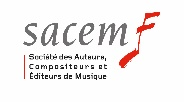 sacem
Société des Auteurs,
Compositeurs et
Éditeurs de Musique